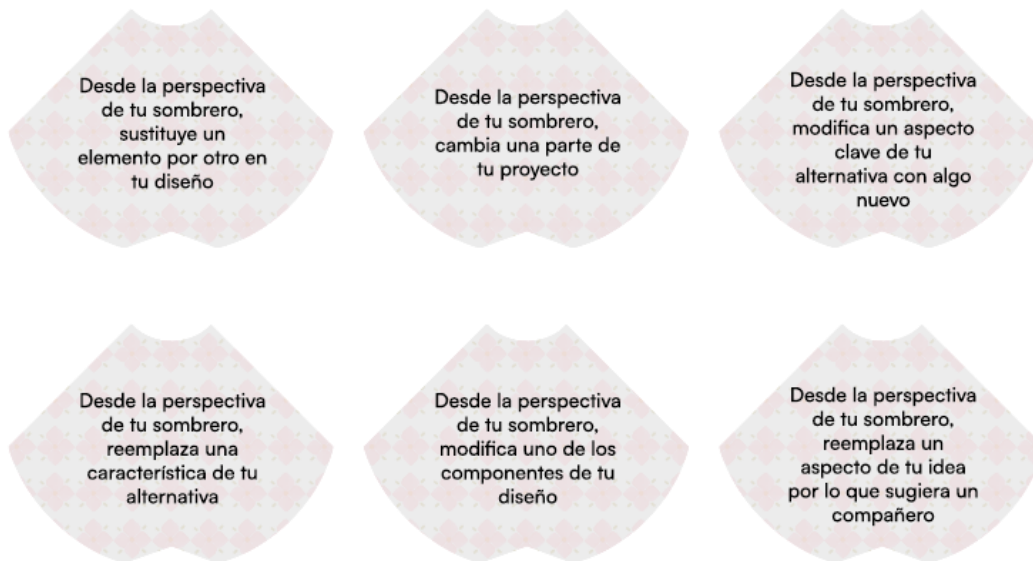 Desde la perspectiva
de tu sombrero,
sustituye un
elemento por otro en
tu diseño
Desde la perspectiva
de tu sombrero,
cambia una parte de
tu proyecto
Desde la perspectiva
de tu sombrero,
modifica un aspecto
clave de tu
alternativa con algo
nuevo
Desde la perspectiva
de tu sombrero,
reemplaza una
característica de tu
alternativa
Desde la perspectiva
de tu sombrero,
modifica uno de los
componentes de tu
diseño
Desde la perspectiva
de tu sombrero,
reemplaza un
aspecto de tu idea
por lo que sugiera un
compañero